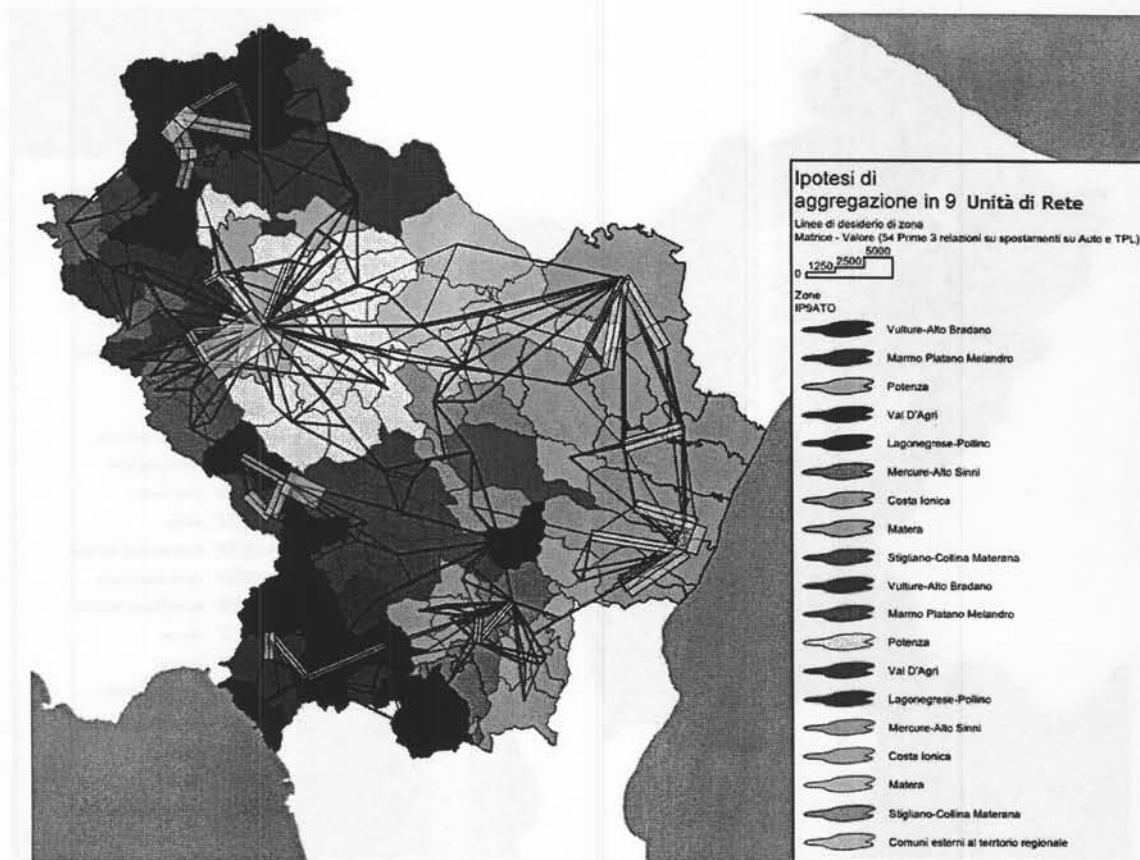 Ipotesi di
aggregazione in 9 Unità di Rete
Linee di desiderio di zona
Matrice - Valore (54 Prime 3 relazioni su spostamenti su Auto e TPL)
0 1250 2500 5000
Zone
IP9ATO
Vulture-Alto Bradano
Marmo Platano Melandro
Potenza
Val D'Agri
Lagonegrese-Pollino
Mercure-Alto Sinni
Costa Ionica
Matera
Stigliano-Collina Materana
Vulture-Alto Bradano
Marmo Platano Melandro
Potenza
Val D'Agri
Lagonegrese-Pollino
Mercure-Alto Sinni
Costa Ionica
Matera
Stigliano-Collina Materana
Comuni esterni al territorio regionale